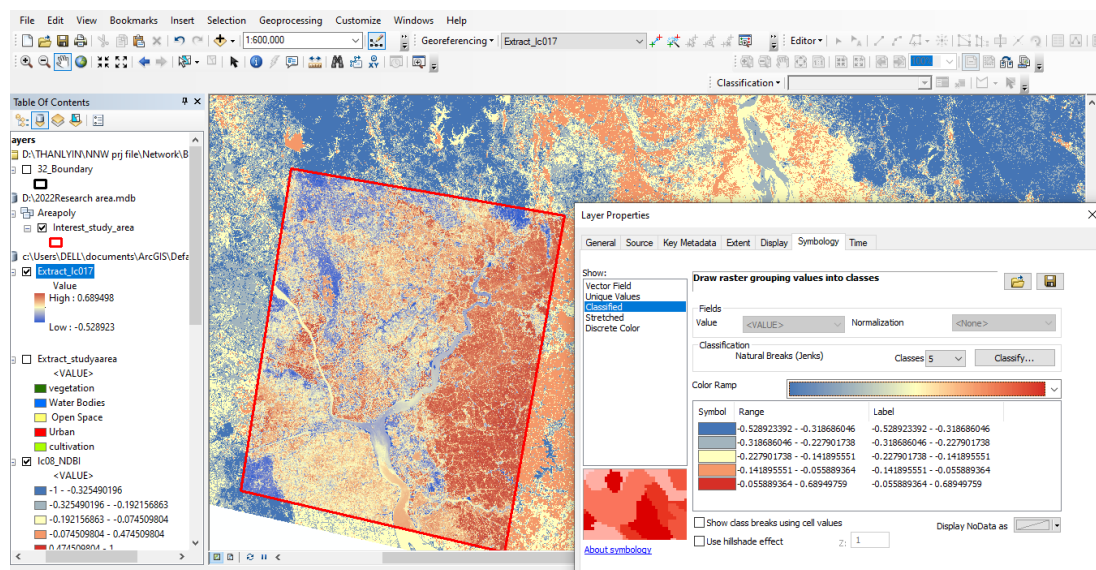 File Edit View Bookmarks Insert Selection Geoprocessing Customize Windows Help
1:600,000 Georeferencing Extract_lc017 Editor
Classification
Table Of Contents
ayers
D:\THANLYIN\NNW prj file\Network\B
32_Boundary
D:\2022Research area.mdb
Areapoly
Interest_study_area
c:\Users\DELL\documents\ArcGIS\Defa
Extract_lc017
Value
High : 0.689498
Low : -0.528923
Extract_studyaarea
<VALUE>
vegetation
Water Bodies
Open Space
Urban
cultivation
lc08_NDBI
<VALUE>
-1 - -0.325490196
-0.325490196 - -0.192156863
-0.192156863 - -0.074509804
-0.074509804 - 0.474509804
0.474509804 - 1
Layer Properties
General Source Key Metadata Extent Display Symbology Time
Show:
Vector Field
Unique Values
Classified
Stretched
Discrete Color
About symbology
Draw raster grouping values into classes
Fields
Value <VALUE> Normalization <None>
Classification
Natural Breaks (Jenks) Classes 5 Classify...
Color Ramp
Symbol Range Label
-0.528923392 - -0.318686046 -0.528923392 - -0.318686046
-0.318686046 - -0.227901738 -0.318686046 - -0.227901738
-0.227901738 - -0.141895551 -0.227901738 - -0.141895551
-0.141895551 - -0.055889364 -0.141895551 - -0.055889364
-0.055889364 - 0.68949759 -0.055889364 - 0.68949759
Show class breaks using cell values Display NoData as
Use hillshade effect Z: 1